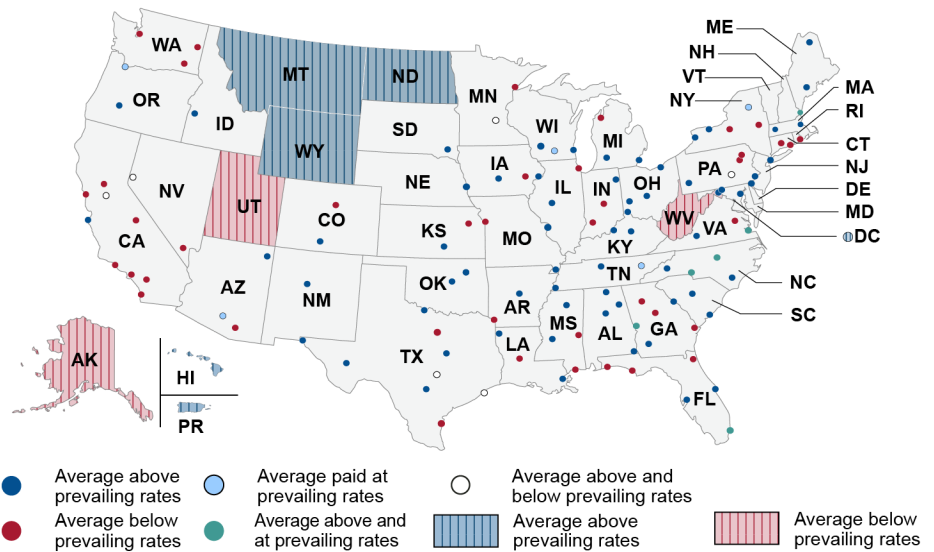 ME
NH
VT
NY
MA
RI
CT
NJ
DE
MD
DC
NC
SC
WA
MT
ND
MN
OR
ID
SD
WI
MI
WY
IA
PA
NE
IL
IN
OH
NV
UT
CO
WV
VA
CA
KS
MO
KY
OK
TN
AZ
NM
AR
MS
AL
GA
TX
LA
AK
HI
PR
FL
Average above
prevailing rates
Average paid at
prevailing rates
Average above and
below prevailing rates
Average below
prevailing rates
Average above and
at prevailing rates
Average above
prevailing rates
Average below
prevailing rates